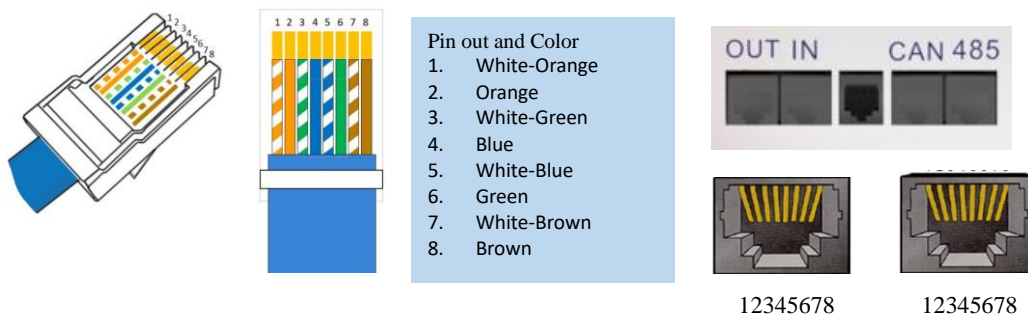 1 2 3 4 5 6 7 8
1 2 3 4 5 6 7 8
Pin out and Color
1. White-Orange
2. Orange
3. White-Green
4. Blue
5. White-Blue
6. Green
7. White-Brown
8. Brown
OUT IN CAN 485
12345678
12345678